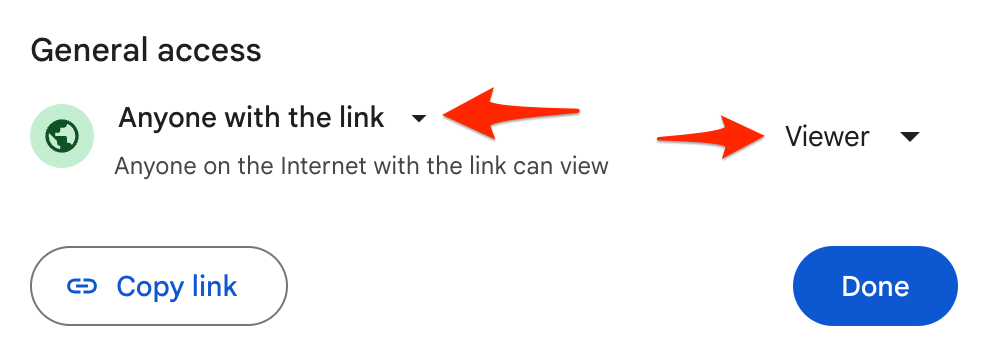 General access
Anyone with the link
Viewer
Anyone on the Internet with the link can view
Copy link
Done